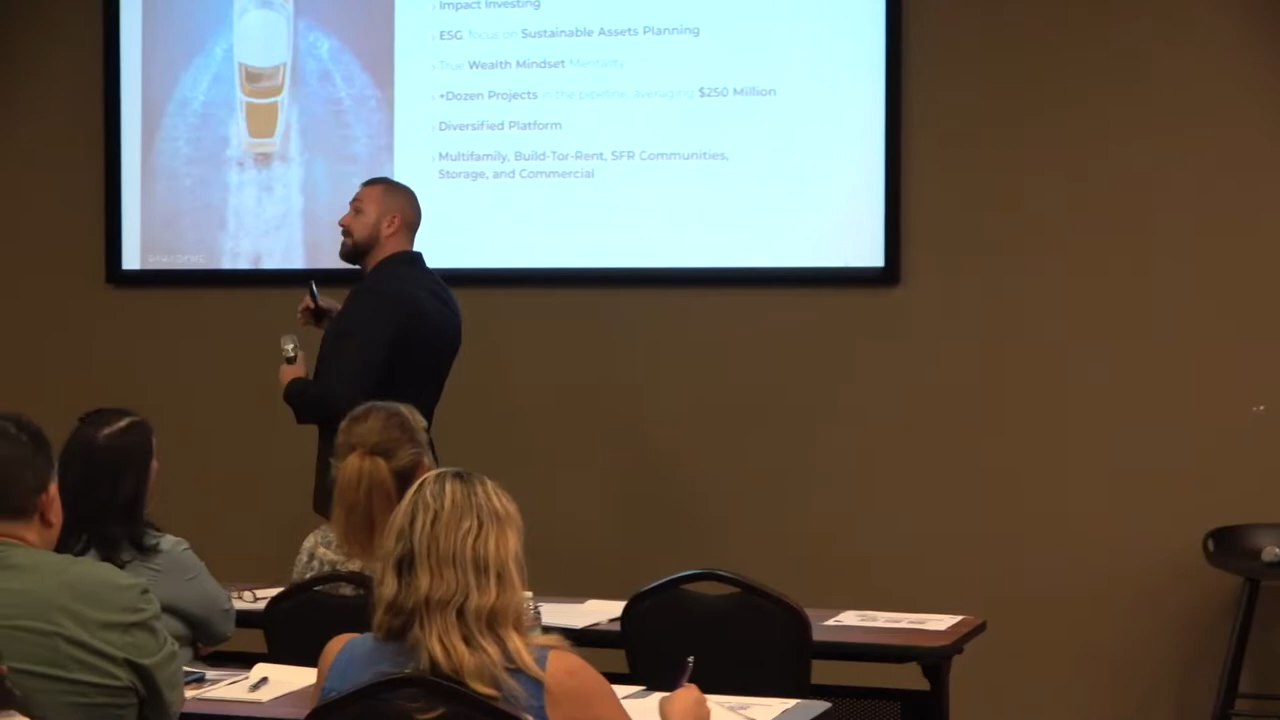 Impact Investing
ESG focus on Sustainable Assets Planning
True Wealth Mindset Mentality
+Dozen Projects in the pipeline, averaging $250 Million
Diversified Platform
Multifamily, Build-Tor-Rent, SFR Communities,
Storage, and Commercial